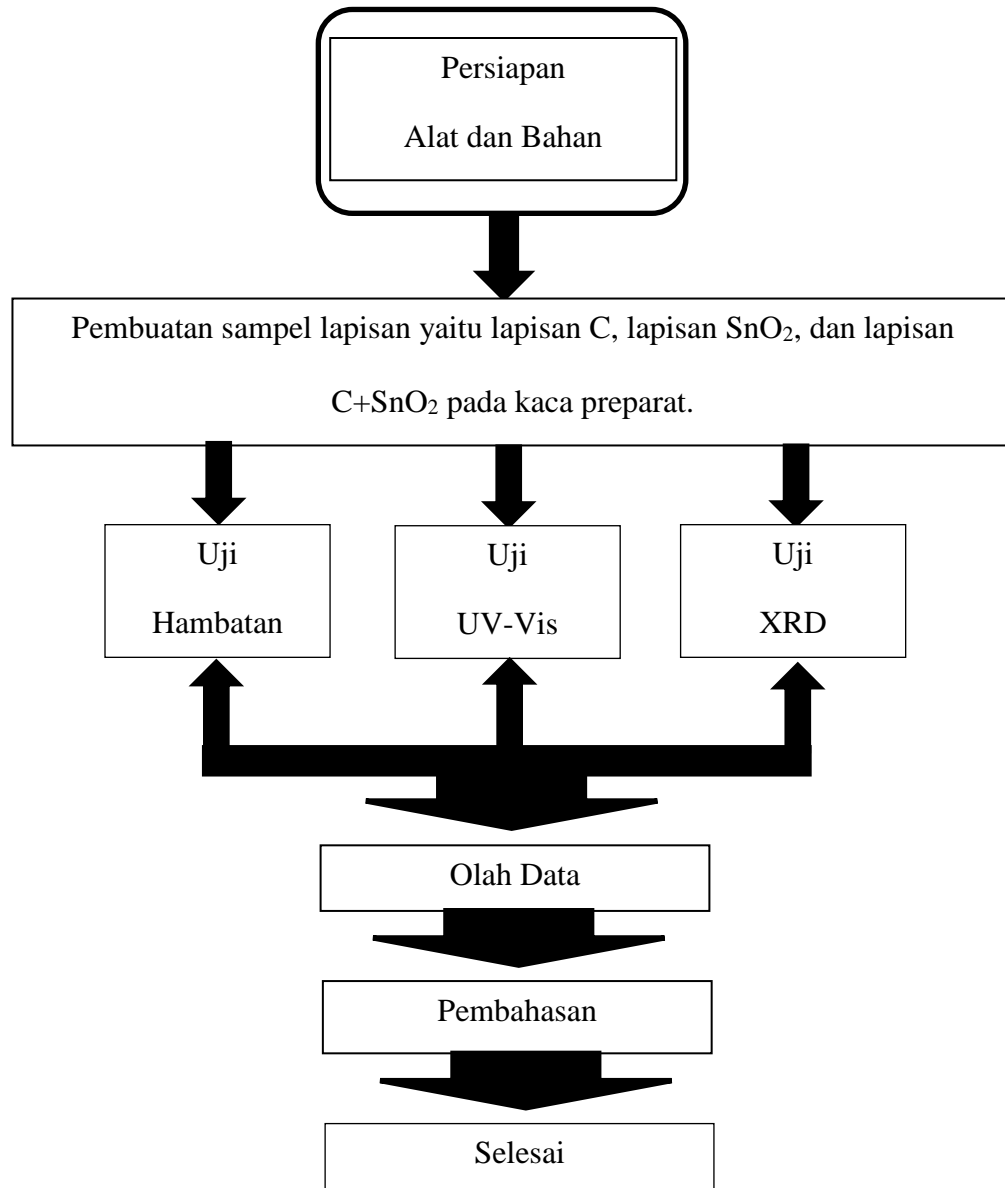 Persiapan
Alat dan Bahan
Pembuatan sampel lapisan yaitu lapisan C, lapisan SnO₂, dan lapisan
C+SnO₂ pada kaca preparat.
Uji
Hambatan
Uji
UV-Vis
Uji
XRD
Olah Data
Pembahasan
Selesai